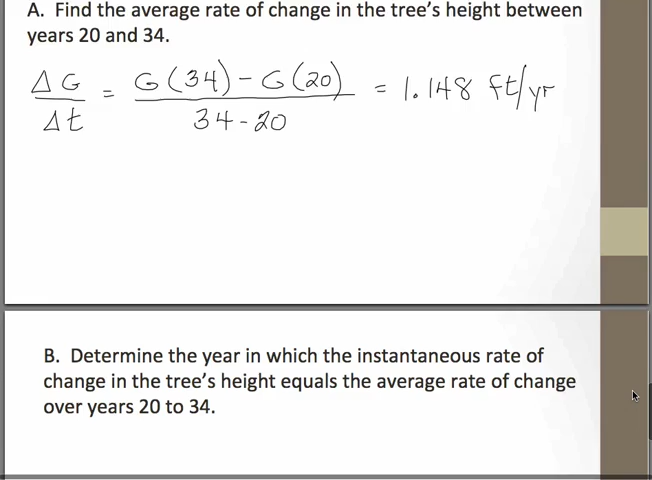 A. Find the average rate of change in the tree's height between
years 20 and 34.
ΔG/Δt = (G(34) - G(20))/(34 - 20) = 1.148 ft/yr
B. Determine the year in which the instantaneous rate of
change in the tree's height equals the average rate of change
over years 20 to 34.